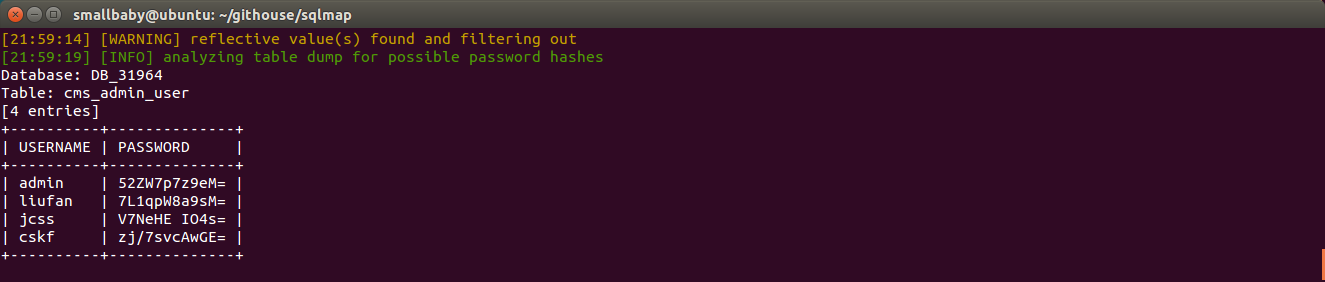 smallbaby@ubuntu: ~/githouse/sqlmap
[21:59:14] [WARNING] reflective value(s) found and filtering out
[21:59:19] [INFO] analyzing table dump for possible password hashes
Database: DB_31964
Table: cms_admin_user
[4 entries]
+----------+--------------+
| USERNAME | PASSWORD     |
+----------+--------------+
| admin    | 52ZW7p7z9eM= |
| liufan   | 7L1qpW8a9sM= |
| jcss     | V7NeHE IO4s= |
| cskf     | zj/7svcAwGE= |
+----------+--------------+